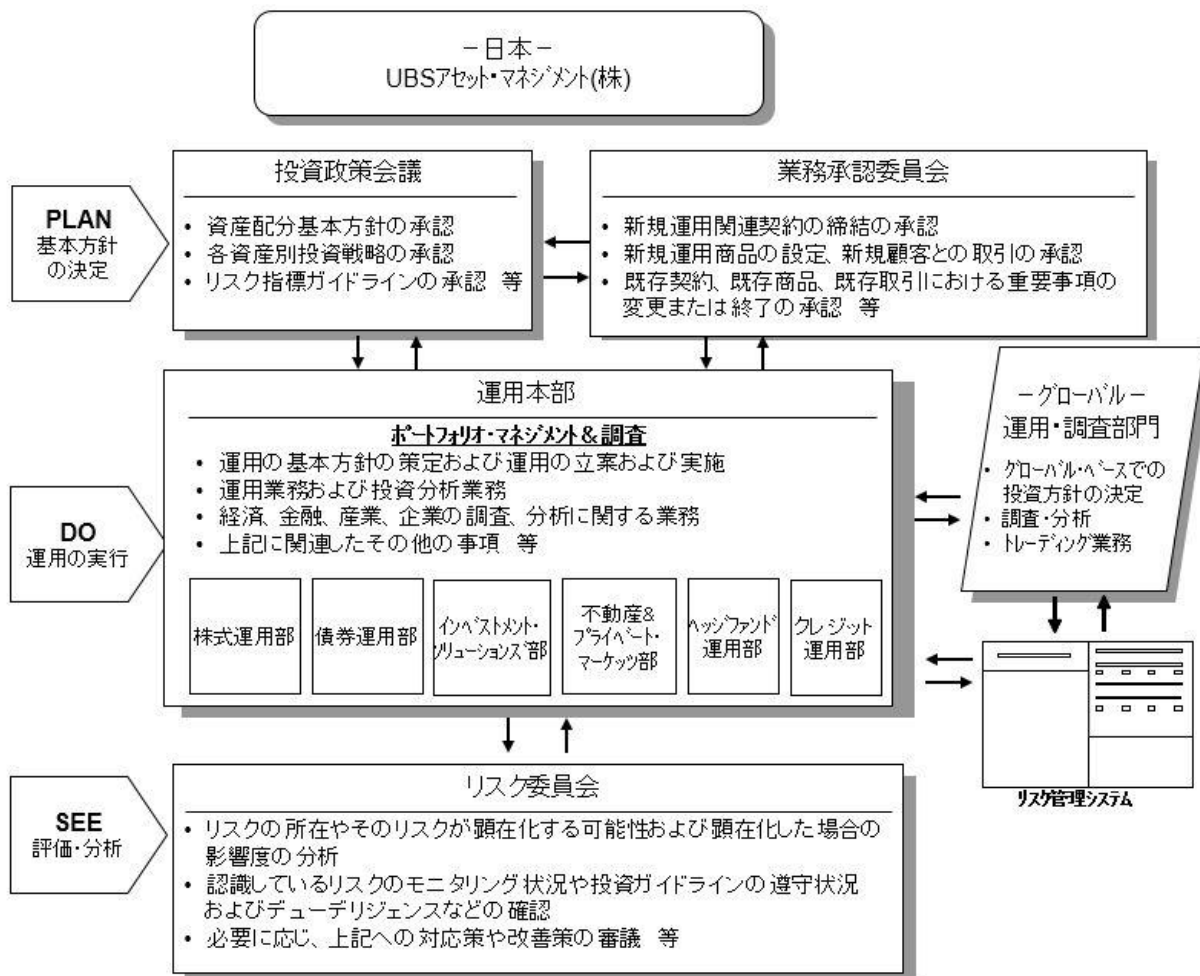 －日本－
UBSアセット・マネジメント(株)
PLAN
基本方針
の決定
投資政策会議
• 資産配分基本方針の承認
• 各資産別投資戦略の承認
• リスク指標ガイドラインの承認 等
業務承認委員会
• 新規運用関連契約の締結の承認
• 新規運用商品の設定、新規顧客との取引の承認
• 既存契約、既存商品、既存取引における重要事項の
変更または終了の承認 等
DO
運用の実行
運用本部
ポートフォリオ・マネジメント＆調査
• 運用の基本方針の策定および運用の立案および実施
• 運用業務および投資分析業務
• 経済、金融、産業、企業の調査、分析に関する業務
• 上記に関連したその他の事項 等
株式運用部
債券運用部
インベストメント・
ソリューションズ部
不動産&
プライベート・
マーケッツ部
ヘッジファンド
運用部
クレジット
運用部
－グローバル－
運用・調査部門
• グローバル・ベースでの
投資方針の決定
• 調査・分析
• トレーディング業務
リスク管理システム
SEE
評価・分析
リスク委員会
• リスクの所在やそのリスクが顕在化する可能性および顕在化した場合の
影響度の分析
• 認識しているリスクのモニタリング状況や投資ガイドラインの遵守状況
およびデューデリジェンスなどの確認
• 必要に応じ、上記への対応策や改善策の審議 等